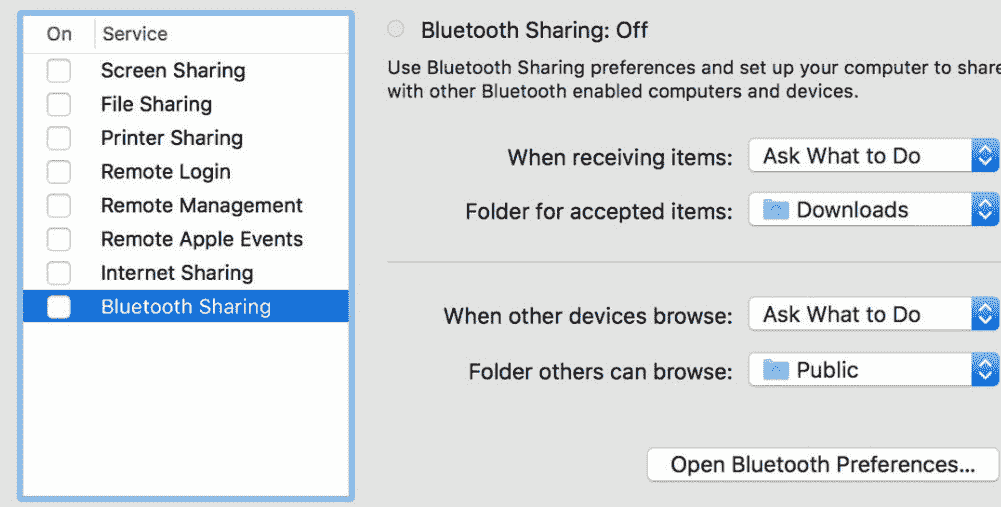 On Service
Screen Sharing
File Sharing
Printer Sharing
Remote Login
Remote Management
Remote Apple Events
Internet Sharing
Bluetooth Sharing
Bluetooth Sharing: Off
Use Bluetooth Sharing preferences and set up your computer to share
with other Bluetooth enabled computers and devices.
When receiving items: Ask What to Do
Folder for accepted items: Downloads
When other devices browse: Ask What to Do
Folder others can browse: Public
Open Bluetooth Preferences...